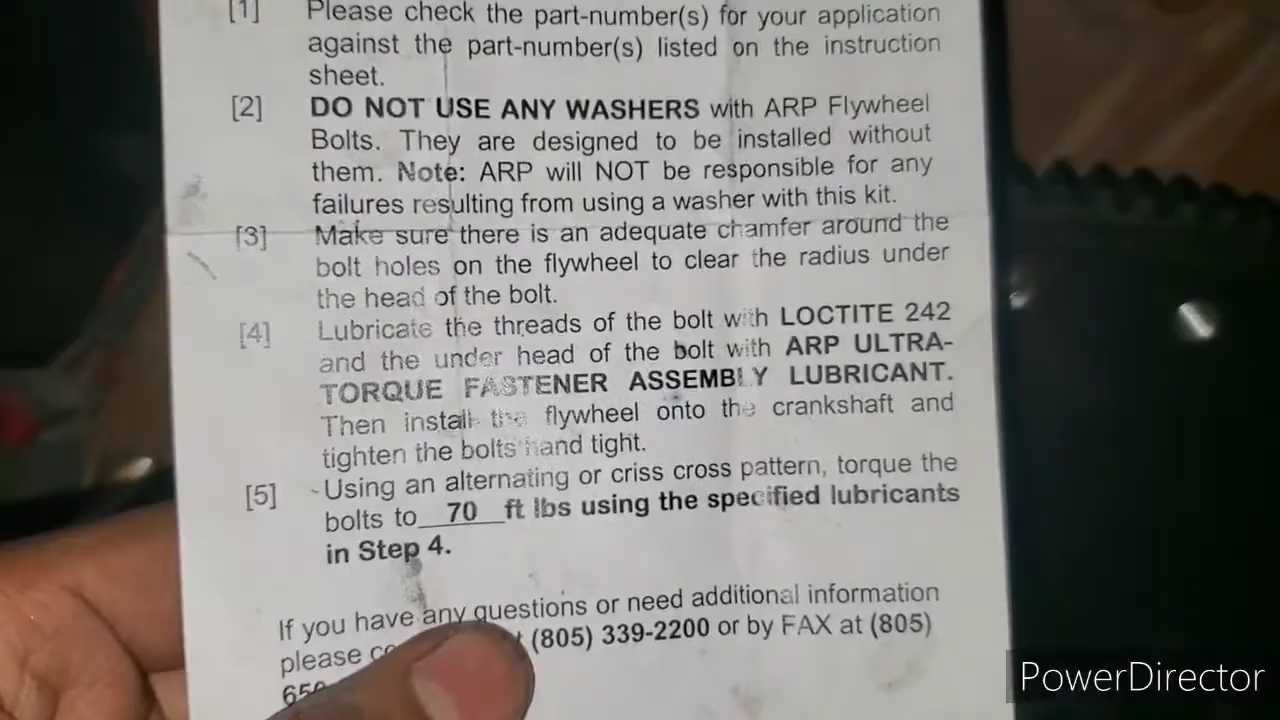 [1] Please check the part-number(s) for your application
against the part-number(s) listed on the instruction
sheet.
[2] DO NOT USE ANY WASHERS with ARP Flywheel
Bolts. They are designed to be installed without
them. Note: ARP will NOT be responsible for any
failures resulting from using a washer with this kit.
[3] Make sure there is an adequate chamfer around the
bolt holes on the flywheel to clear the radius under
the head of the bolt.
[4] Lubricate the threads of the bolt with LOCTITE 242
and the under head of the bolt with ARP ULTRA-
TORQUE FASTENER ASSEMBLY LUBRICANT.
Then install the flywheel onto the crankshaft and
tighten the bolts hand tight.
[5] Using an alternating or criss cross pattern, torque the
bolts to 70 ft lbs using the specified lubricants
in Step 4.
If you have any questions or need additional information
please (805) 339-2200 or by FAX at (805)
PowerDirector